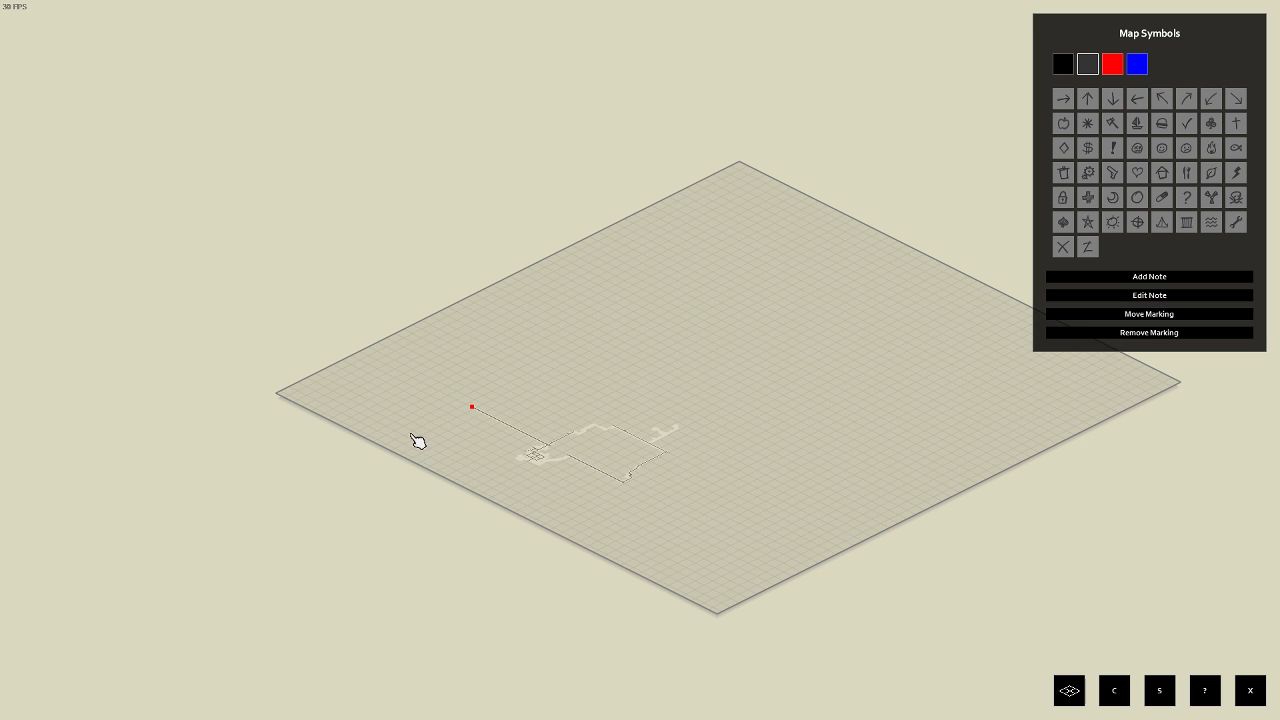 30 FPS
Map Symbols
Add Note
Edit Note
Move Marking
Remove Marking
C
S
?
X